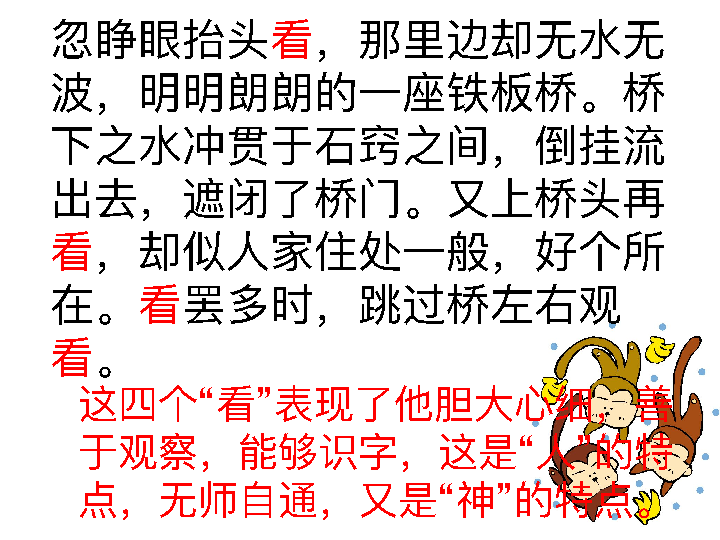 忽睁眼抬头看，那里边却无水无
波，明明朗朗的一座铁板桥。桥
下之水冲贯于石窍之间，倒挂流
出去，遮闭了桥门。又上桥头再
看，却似人家住处一般，好个所
在。看罢多时，跳过桥左右观
看。
这四个“看”表现了他胆大心细，善
于观察，能够识字，这是“人”的特
点，无师自通，又是“神”的特点。